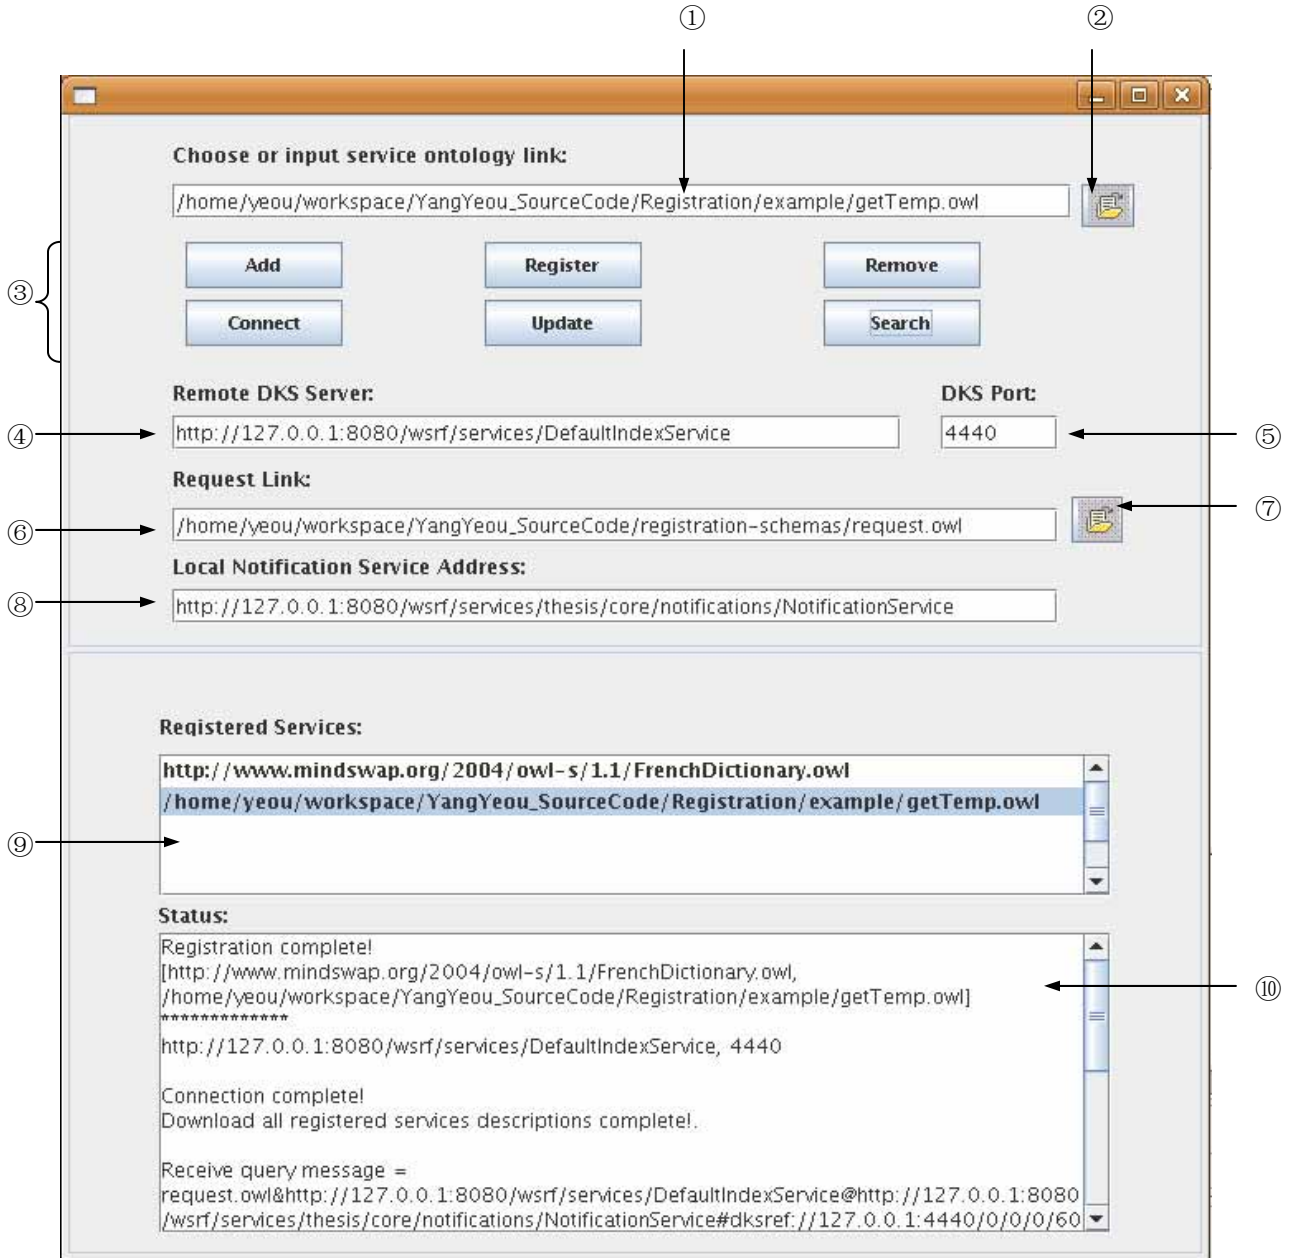 ① ②
Choose or input service ontology link:
/home/yeou/workspace/YangYeou_SourceCode/Registration/example/getTemp.owl
③
Add Register Remove
Connect Update Search
Remote DKS Server: DKS Port:
④ http://127.0.0.1:8080/wsrf/services/DefaultIndexService 4440 ⑤
Request Link:
⑥ /home/yeou/workspace/YangYeou_SourceCode/registration-schemas/request.owl ⑦
Local Notification Service Address:
⑧ http://127.0.0.1:8080/wsrf/services/thesis/core/notifications/NotificationService
Registered Services:
http://www.mindswap.org/2004/owl-s/1.1/FrenchDictionary.owl
/home/yeou/workspace/YangYeou_SourceCode/Registration/example/getTemp.owl
⑨
Status:
Registration complete!
[http://www.mindswap.org/2004/owl-s/1.1/FrenchDictionary.owl,
/home/yeou/workspace/YangYeou_SourceCode/Registration/example/getTemp.owl] ⑩
*************
http://127.0.0.1:8080/wsrf/services/DefaultIndexService, 4440
Connection complete!
Download all registered services descriptions complete!.
Receive query message =
request.owl&http://127.0.0.1:8080/wsrf/services/DefaultIndexService@http://127.0.0.1:8080
/wsrf/services/thesis/core/notifications/NotificationService#dksref://127.0.0.1:4440/0/0/0/60